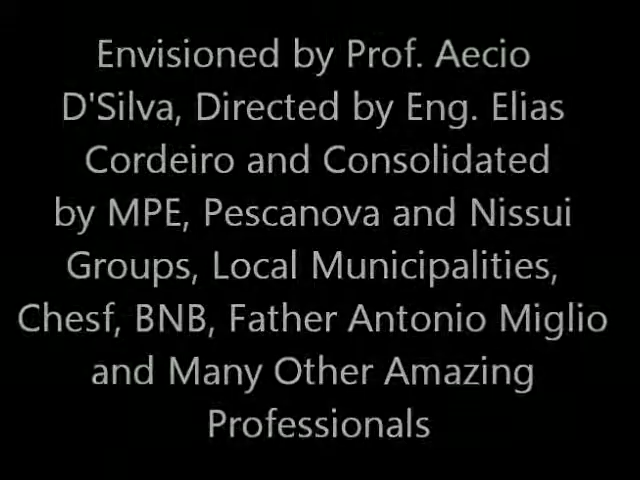 Envisioned by Prof. Aecio
D'Silva, Directed by Eng. Elias
Cordeiro and Consolidated
by MPE, Pescanova and Nissui
Groups, Local Municipalities,
Chesf, BNB, Father Antonio Miglio
and Many Other Amazing
Professionals